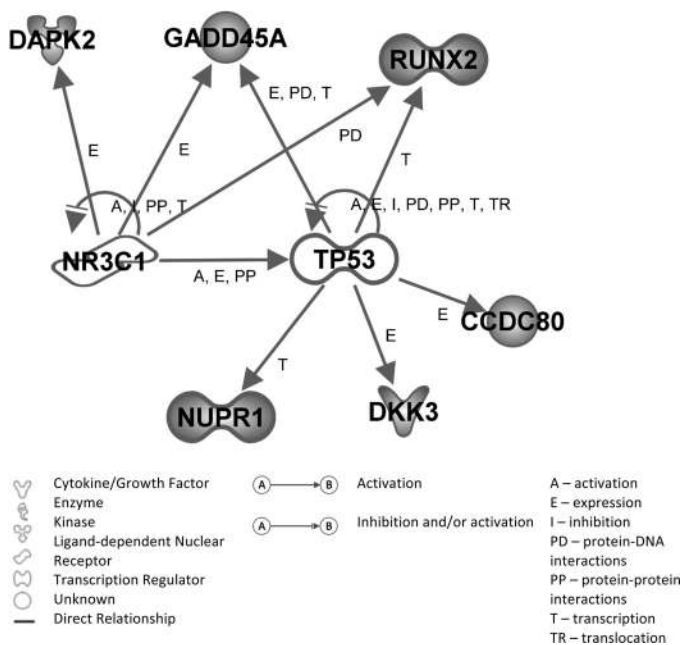 DAPK2
GADD45A
RUNX2
E, PD, T
E
E
PD
T
A, I, PP, T
A, E, I, PD, PP, T, TR
NR3C1
TP53
A, E, PP
E
CCDC80
T
E
NUPR1
DKK3
Cytokine/Growth Factor
Enzyme
Kinase
Ligand-dependent Nuclear
Receptor
Transcription Regulator
Unknown
Direct Relationship
A B Activation
A B Inhibition and/or activation
A – activation
E – expression
I – inhibition
PD – protein-DNA
interactions
PP – protein-protein
interactions
T – transcription
TR – translocation